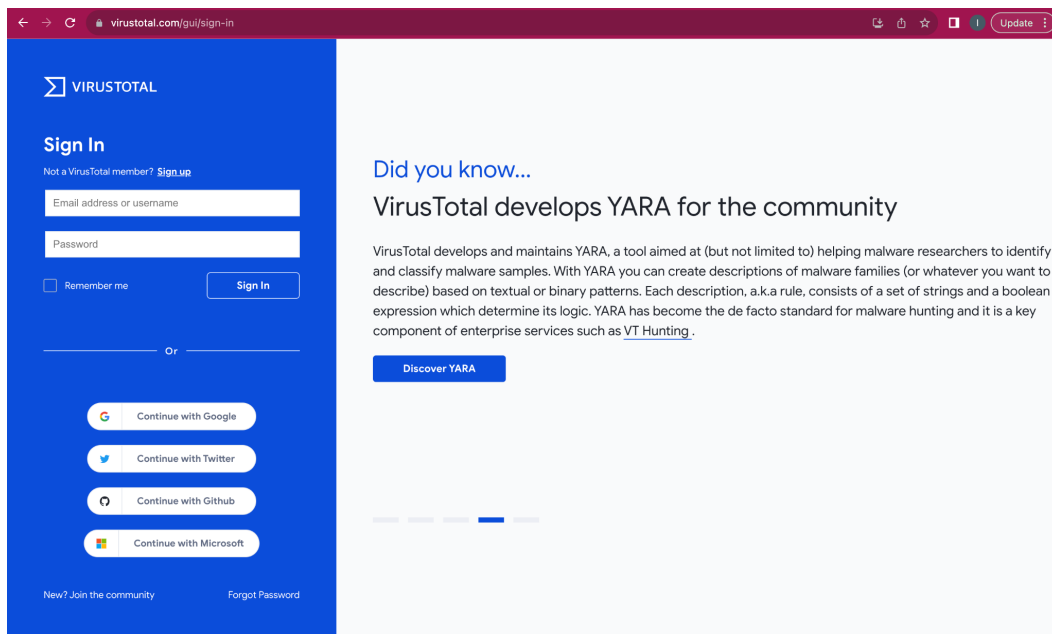 virustotal.com/gui/sign-in
I
Update
VIRUSTOTAL
Sign In
Not a VirusTotal member? Sign up
Email address or username
Password
Remember me
Sign In
Or
Continue with Google
Continue with Twitter
Continue with Github
Continue with Microsoft
New? Join the community
Forgot Password
Did you know...
VirusTotal develops YARA for the community
VirusTotal develops and maintains YARA, a tool aimed at (but not limited to) helping malware researchers to identify
and classify malware samples. With YARA you can create descriptions of malware families (or whatever you want to
describe) based on textual or binary patterns. Each description, a.k.a rule, consists of a set of strings and a boolean
expression which determine its logic. YARA has become the de facto standard for malware hunting and it is a key
component of enterprise services such as VT Hunting .
Discover YARA